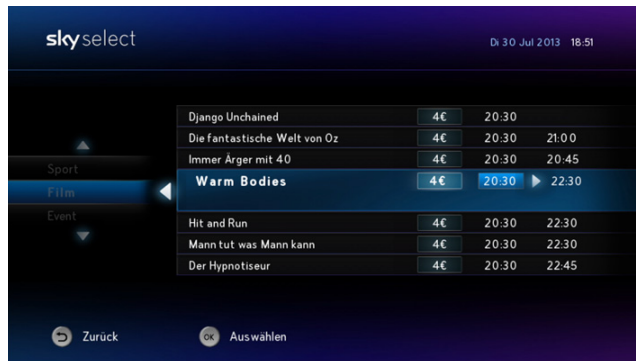 sky select
Di 30 Jul 2013 18:51
Django Unchained 4€ 20:30
Die fantastische Welt von Oz 4€ 20:30 21:00
Immer Ärger mit 40 4€ 20:30 20:45
Sport
Warm Bodies 4€ 20:30 22:30
Film
Event
Hit and Run 4€ 20:30 22:30
Mann tut was Mann kann 4€ 20:30 22:30
Der Hypnotiseur 4€ 20:30 22:45
Zurück
OK Auswählen